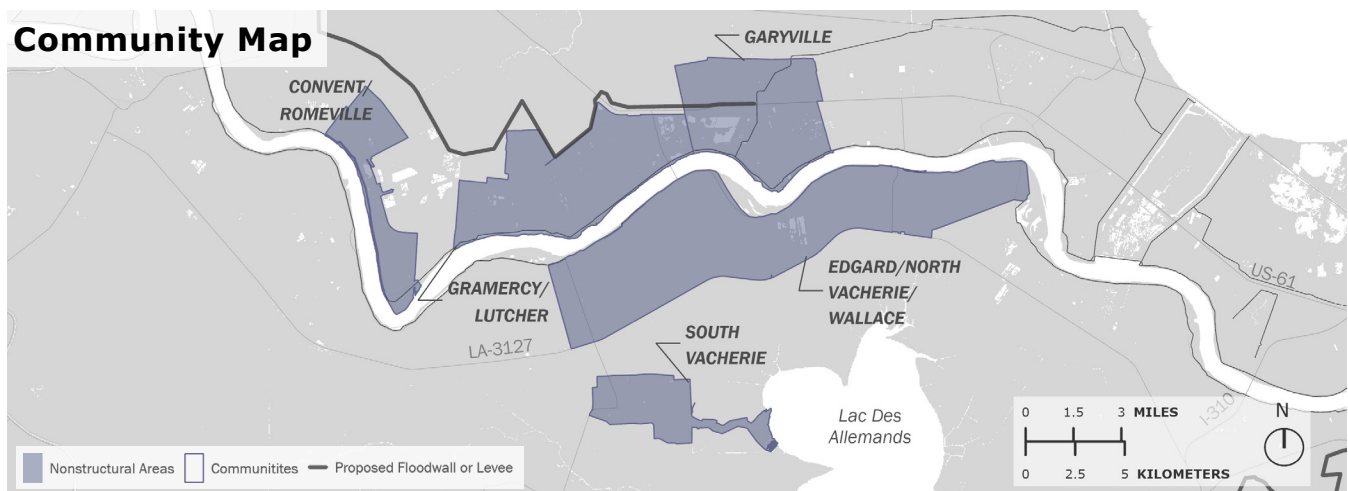 Community Map
GARYVILLE
CONVENT/
ROMEVILLE
GRAMERCY/
LUTCHER
EDGARD/NORTH
VACHERIE/
WALLACE
US-61
LA-3127
SOUTH
VACHERIE
Lac Des
Allemands
I-310
0 1.5 3 MILES
N
0 2.5 5 KILOMETERS
Nonstructural Areas
Communitites
Proposed Floodwall or Levee